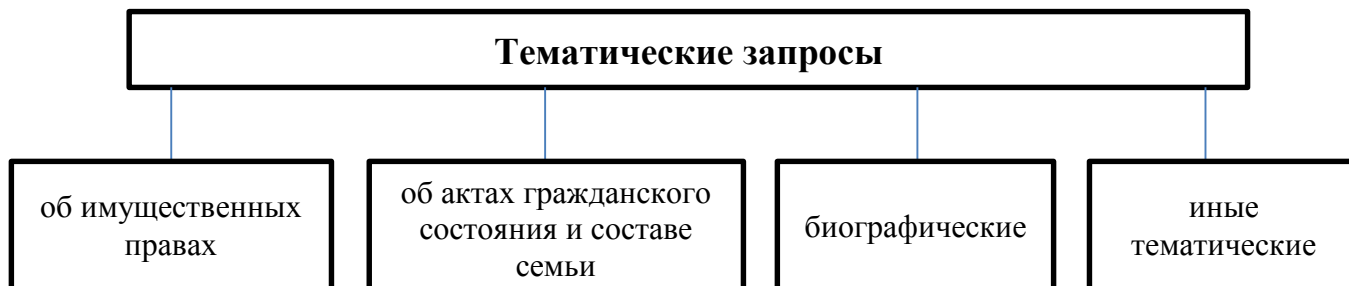 Тематические запросы
об имущественных
правах
об актах гражданского
состояния и составе
семьи
биографические
иные
тематические